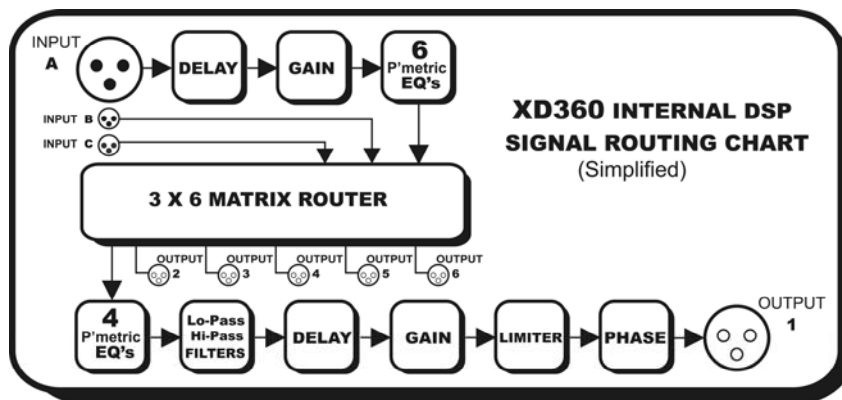 INPUT
A
DELAY
GAIN
6
P'metric
EQ's
XD360 INTERNAL DSP
SIGNAL ROUTING CHART
(Simplified)
INPUT B
INPUT C
3 X 6 MATRIX ROUTER
OUTPUT
2
OUTPUT
3
OUTPUT
4
OUTPUT
5
OUTPUT
6
4
P'metric
EQ's
Lo-Pass
Hi-Pass
FILTERS
DELAY
GAIN
LIMITER
PHASE
OUTPUT
1